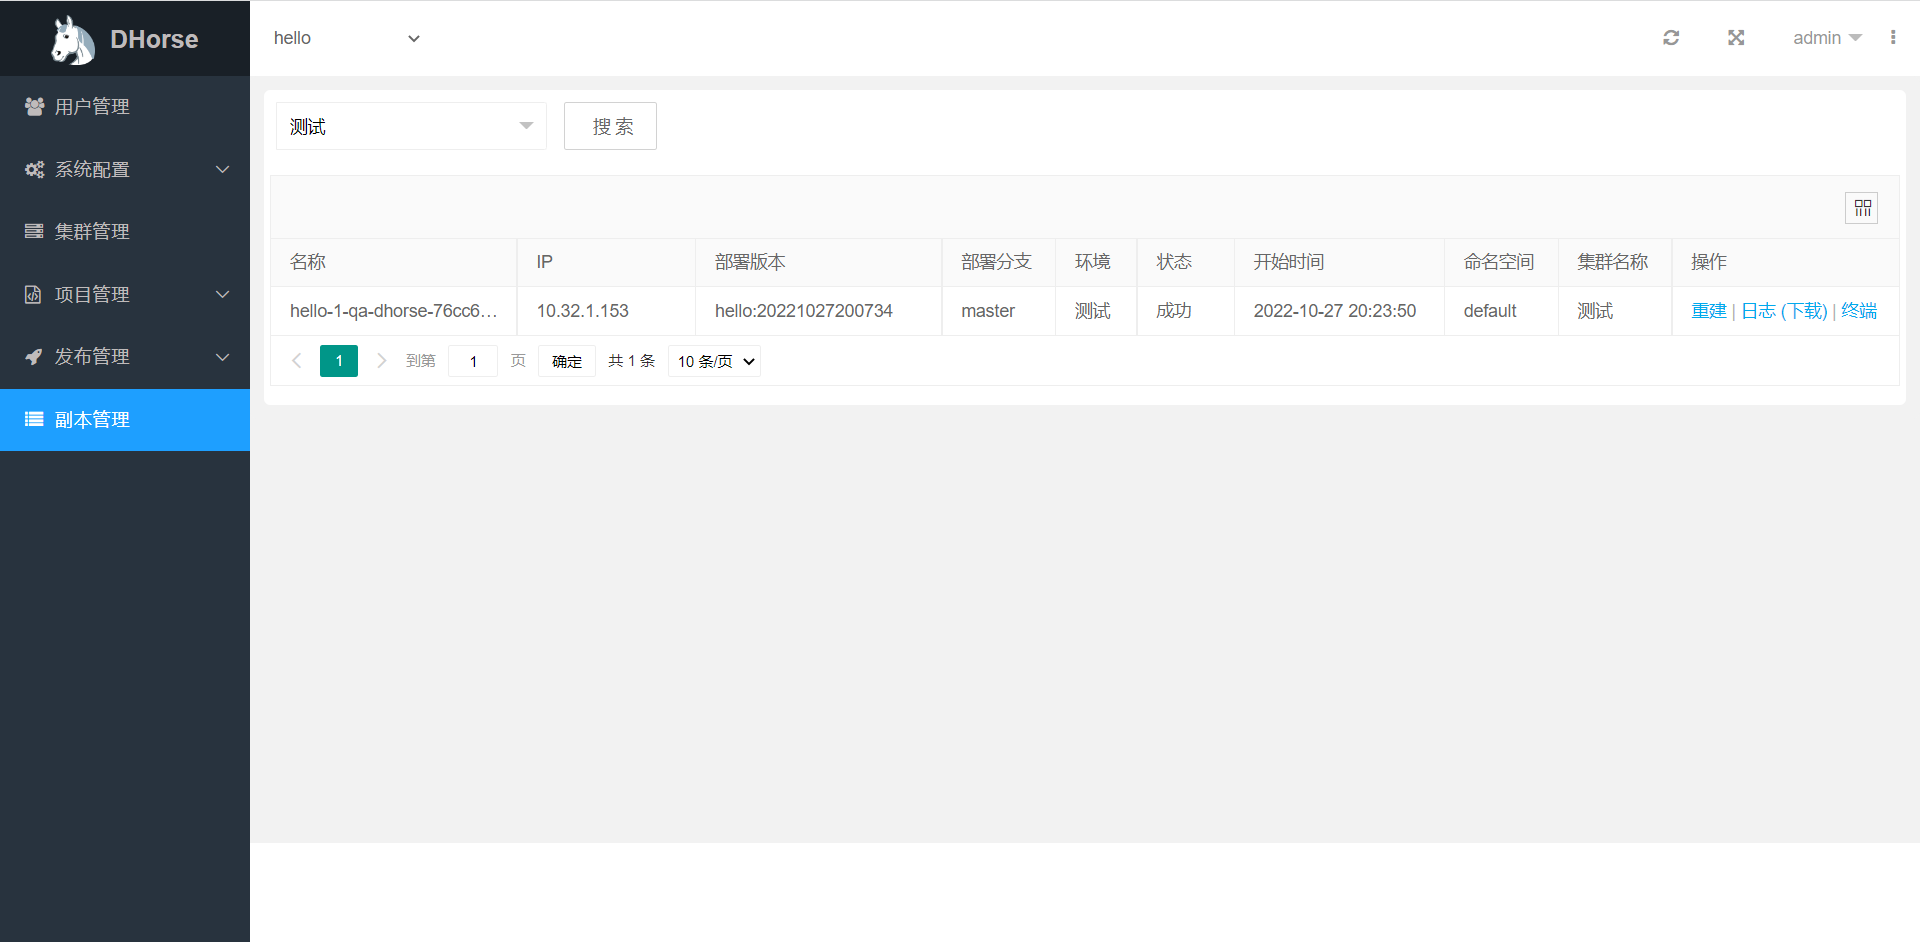 DHorse
hello
admin
用户管理
系统配置
集群管理
项目管理
发布管理
副本管理
测试
搜 索
名称 IP 部署版本 部署分支 环境 状态 开始时间 命名空间 集群名称 操作
hello-1-qa-dhorse-76cc6... 10.32.1.153 hello:20221027200734 master 测试 成功 2022-10-27 20:23:50 default 测试 重建 | 日志 (下载) | 终端
1 到第 1 页 确定 共 1 条 10 条/页